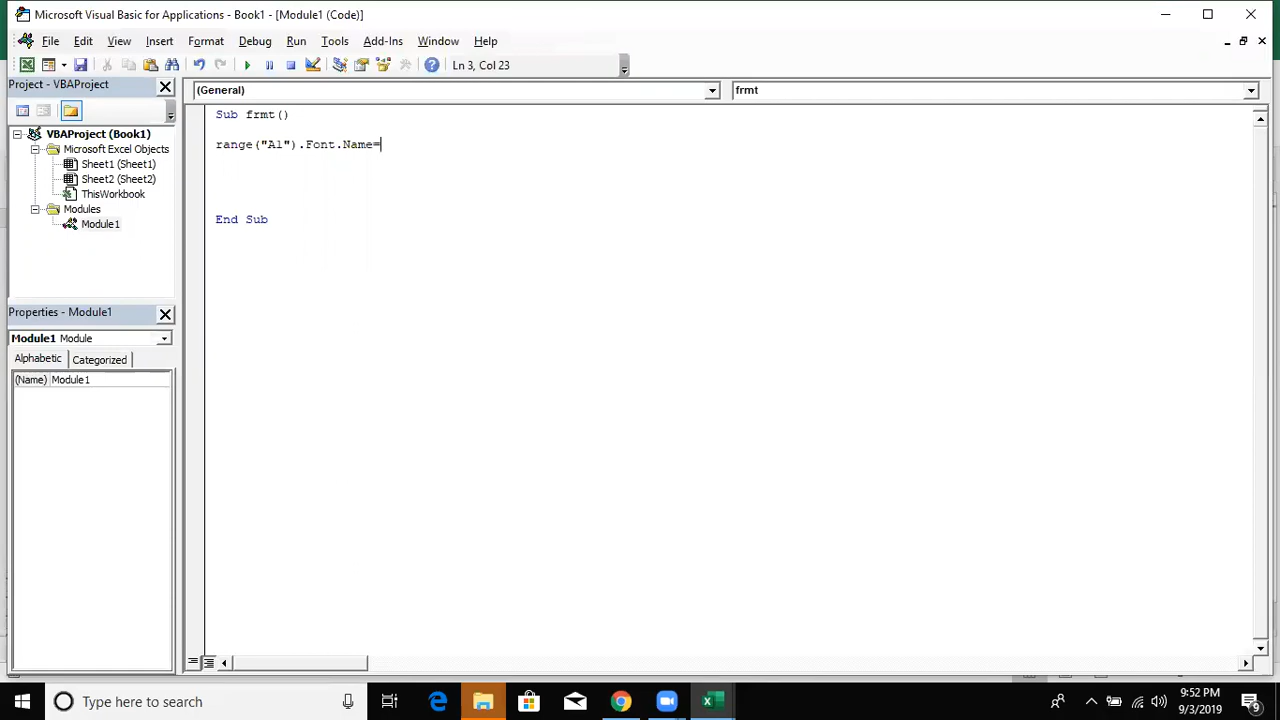 Microsoft Visual Basic for Applications - Book1 - [Module1 (Code)]
File Edit View Insert Format Debug Run Tools Add-Ins Window Help
Ln 3, Col 23
Project - VBAProject
(General)
frmt
VBAProject (Book1)
Microsoft Excel Objects
Sheet1 (Sheet1)
Sheet2 (Sheet2)
ThisWorkbook
Modules
Module1
Sub frmt()
range("A1").Font.Name=
End Sub
Properties - Module1
Module1 Module
Alphabetic Categorized
(Name) Module1
Type here to search
9:52 PM
9/3/2019
9